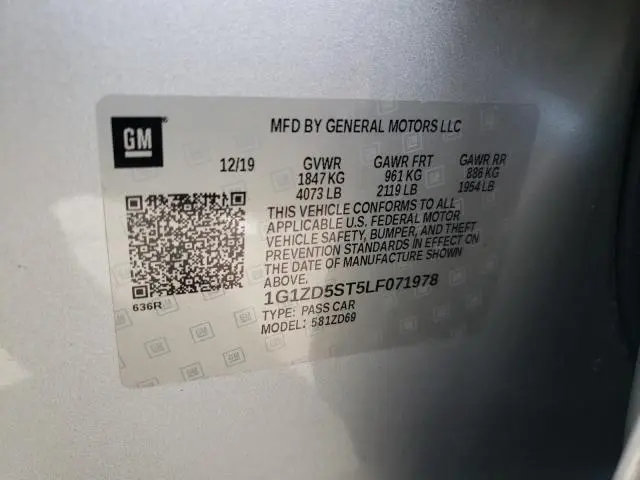 GM
MFD BY GENERAL MOTORS LLC
12/19 GVWR GAWR FRT GAWR RR
1847 KG 961 KG 886 KG
4073 LB 2119 LB 1954 LB
THIS VEHICLE CONFORMS TO ALL
APPLICABLE U.S. FEDERAL MOTOR
VEHICLE SAFETY, BUMPER, AND THEFT
PREVENTION STANDARDS IN EFFECT ON
THE DATE OF MANUFACTURE SHOWN
ABOVE.
1G1ZD5ST5LF071978
TYPE: PASS CAR
MODEL: 581ZD69
636R